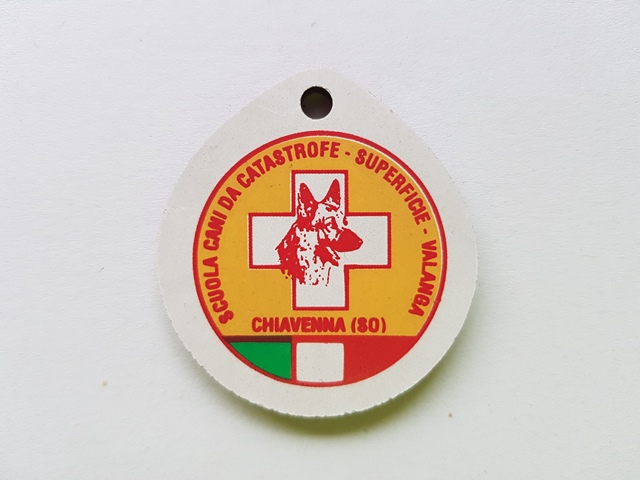 SCUOLA CANI DA CATASTROFE - SUPERFICIE - VALANGA
CHIAVENNA (SO)